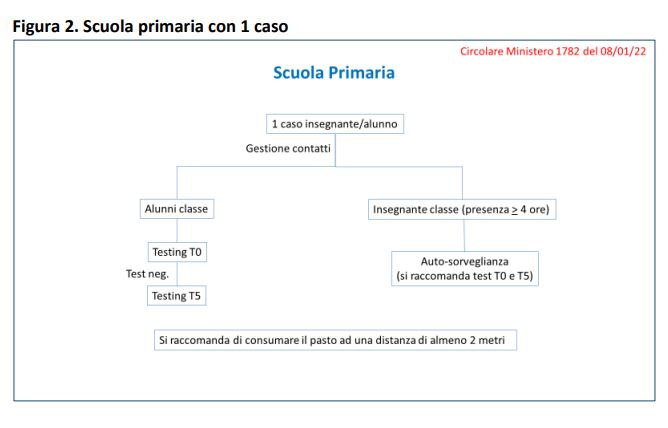 Figura 2. Scuola primaria con 1 caso
Circolare Ministero 1782 del 08/01/22
Scuola Primaria
1 caso insegnante/alunno
Gestione contatti
Alunni classe
Insegnante classe (presenza ≥ 4 ore)
Testing T0
Test neg.
Testing T5
Auto-sorveglianza
(si raccomanda test T0 e T5)
Si raccomanda di consumare il pasto ad una distanza di almeno 2 metri